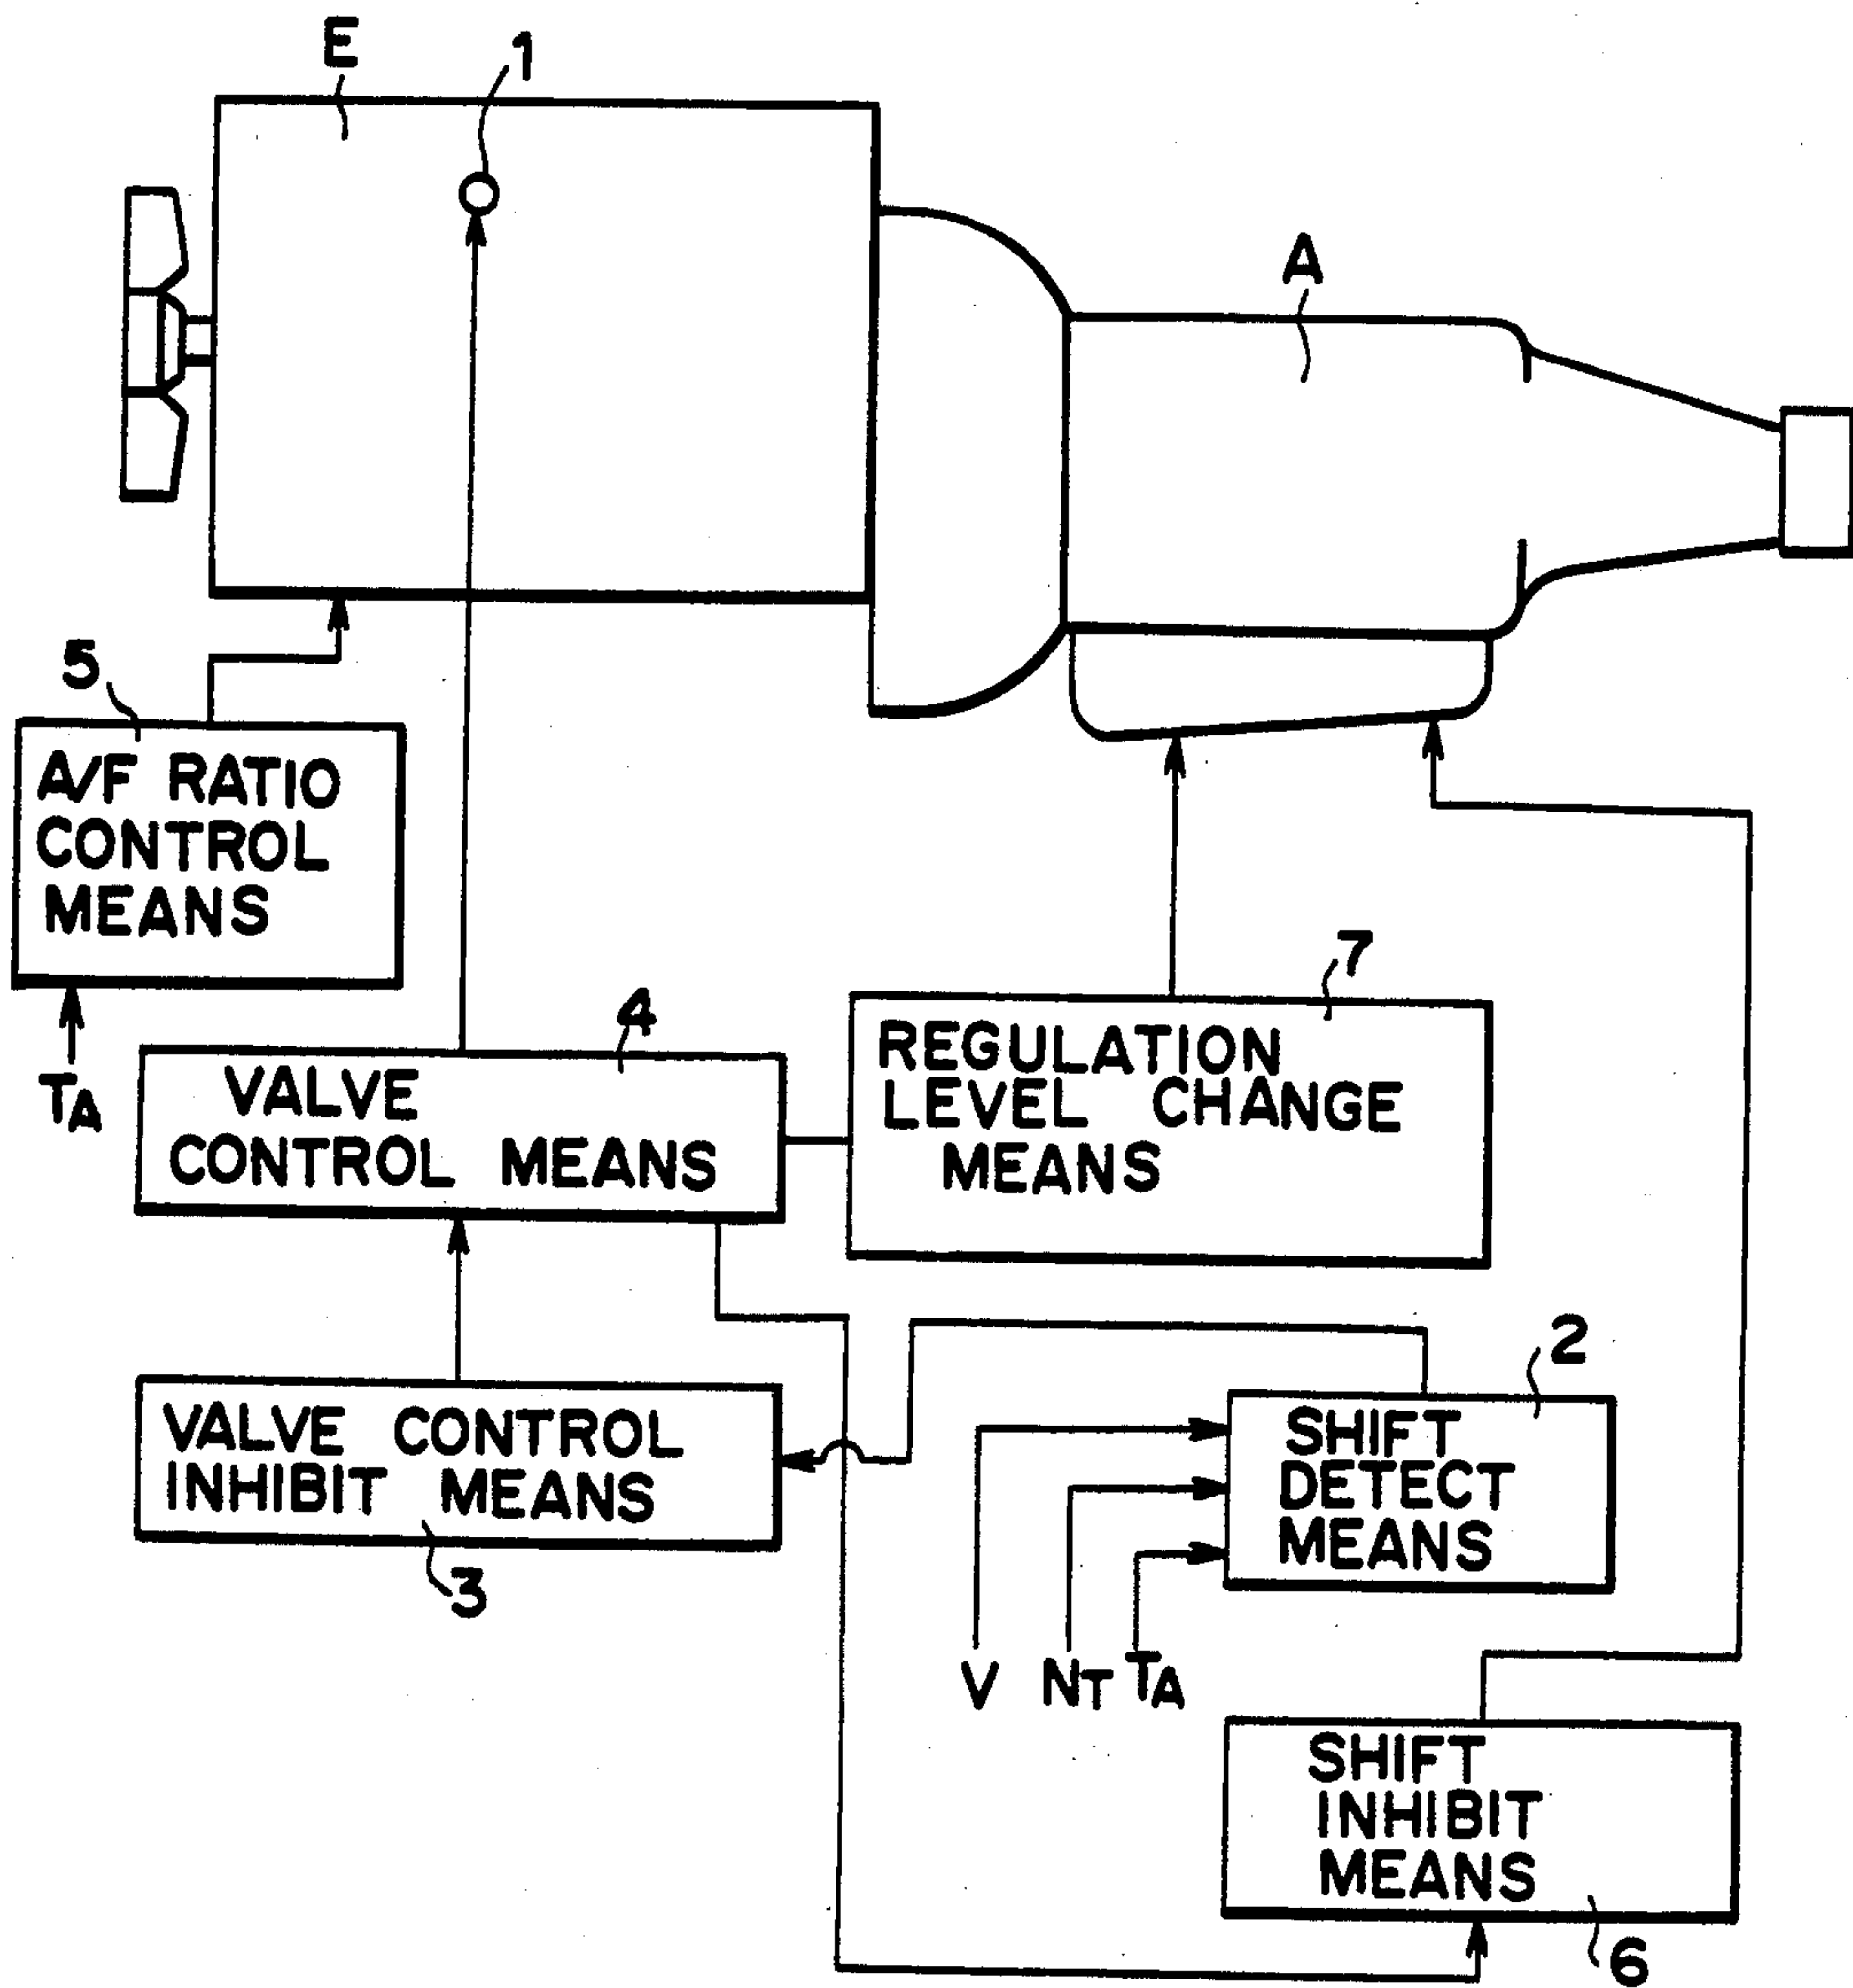 E
1
A
5
A/F RATIO
CONTROL
MEANS
TA
4
VALVE
CONTROL MEANS
7
REGULATION
LEVEL CHANGE
MEANS
2
SHIFT
DETECT
MEANS
VALVE CONTROL
INHIBIT MEANS
3
V NT TA
SHIFT
INHIBIT
MEANS
6